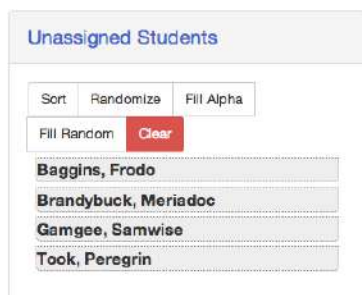 Unassigned Students
Sort Randomize Fill Alpha
Fill Random Clear
Baggins, Frodo
Brandybuck, Meriadoc
Gamgee, Samwise
Took, Peregrin